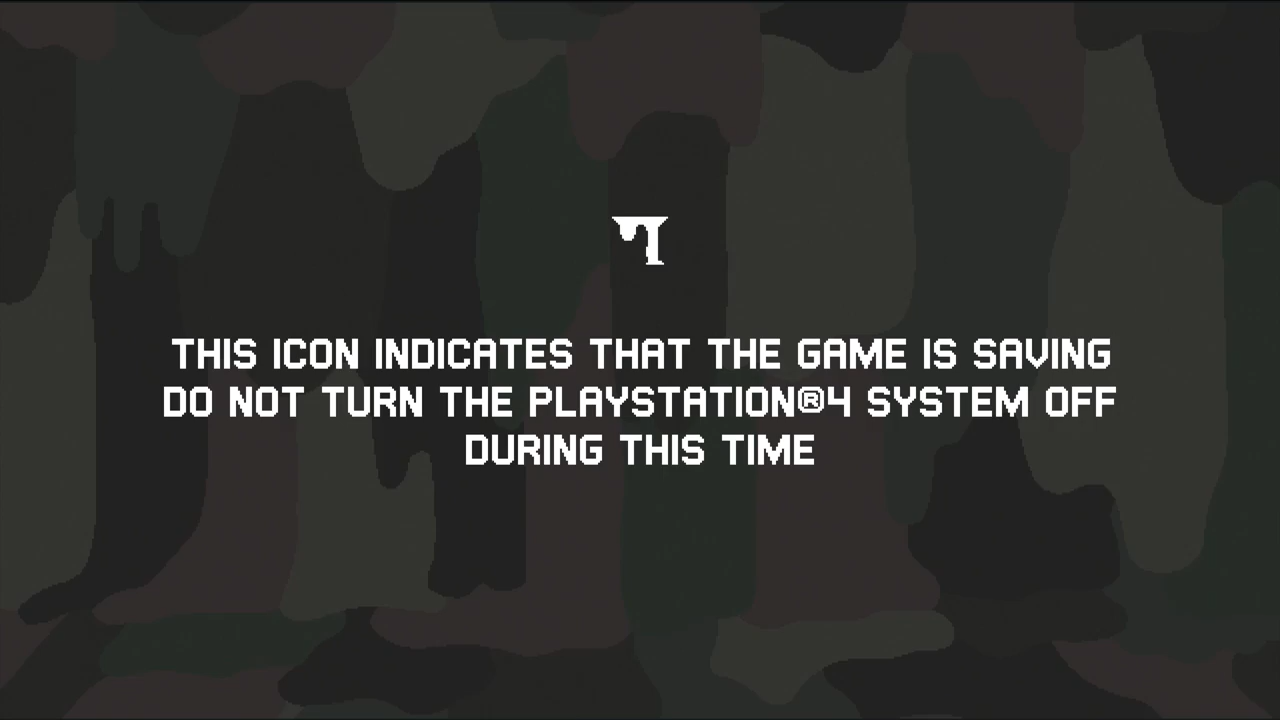 THIS ICON INDICATES THAT THE GAME IS SAVING
DO NOT TURN THE PLAYSTATION®4 SYSTEM OFF
DURING THIS TIME